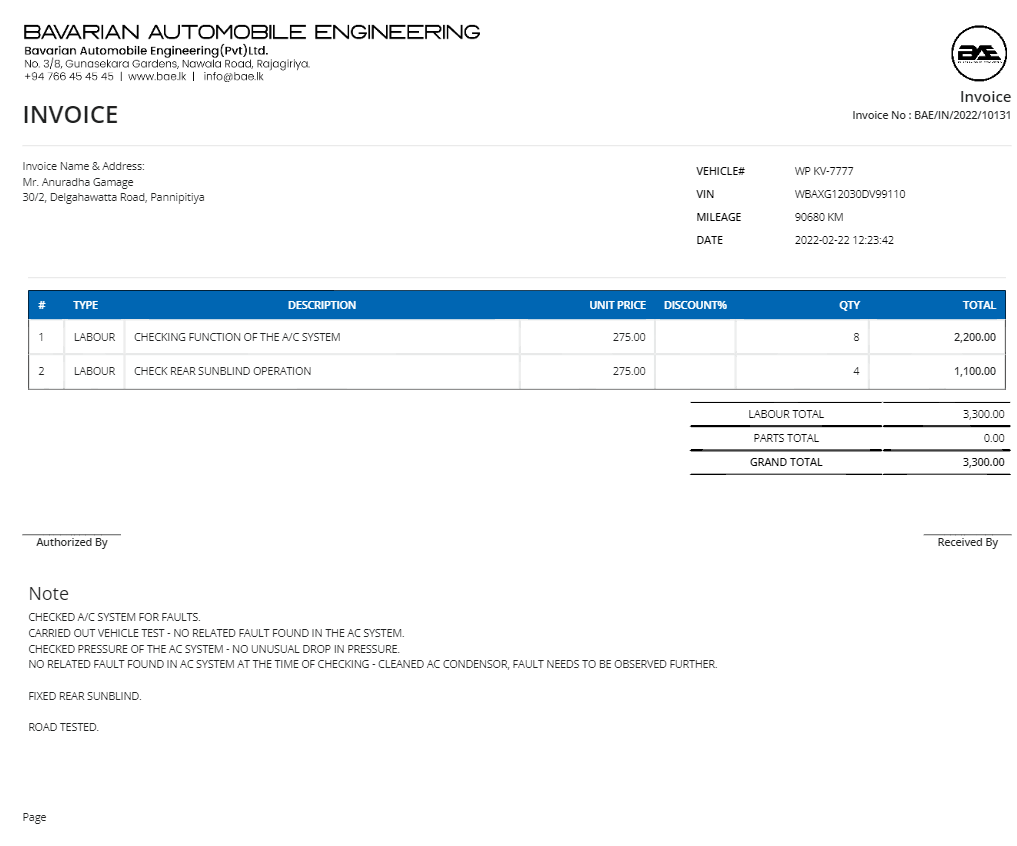 BAVARIAN AUTOMOBILE ENGINEERING
Bavarian Automobile Engineering(Pvt)Ltd.
No. 3/8, Gunasekara Gardens, Nawala Road, Rajagiriya.
+94 766 45 45 45 | www.bae.lk | info@bae.lk
BAE
INVOICE
Invoice
Invoice No : BAE/IN/2022/10131
Invoice Name & Address:
Mr. Anuradha Gamage
30/2, Delgahawatta Road, Pannipitiya
VEHICLE# WP KV-7777
VIN WBAXG12030DV99110
MILEAGE 90680 KM
DATE 2022-02-22 12:23:42
# TYPE DESCRIPTION UNIT PRICE DISCOUNT% QTY TOTAL
1 LABOUR CHECKING FUNCTION OF THE A/C SYSTEM 275.00 8 2,200.00
2 LABOUR CHECK REAR SUNBLIND OPERATION 275.00 4 1,100.00
LABOUR TOTAL 3,300.00
PARTS TOTAL 0.00
GRAND TOTAL 3,300.00
Authorized By
Received By
Note
CHECKED A/C SYSTEM FOR FAULTS.
CARRIED OUT VEHICLE TEST - NO RELATED FAULT FOUND IN THE AC SYSTEM.
CHECKED PRESSURE OF THE AC SYSTEM - NO UNUSUAL DROP IN PRESSURE.
NO RELATED FAULT FOUND IN AC SYSTEM AT THE TIME OF CHECKING - CLEANED AC CONDENSOR, FAULT NEEDS TO BE OBSERVED FURTHER.
FIXED REAR SUNBLIND.
ROAD TESTED.
Page